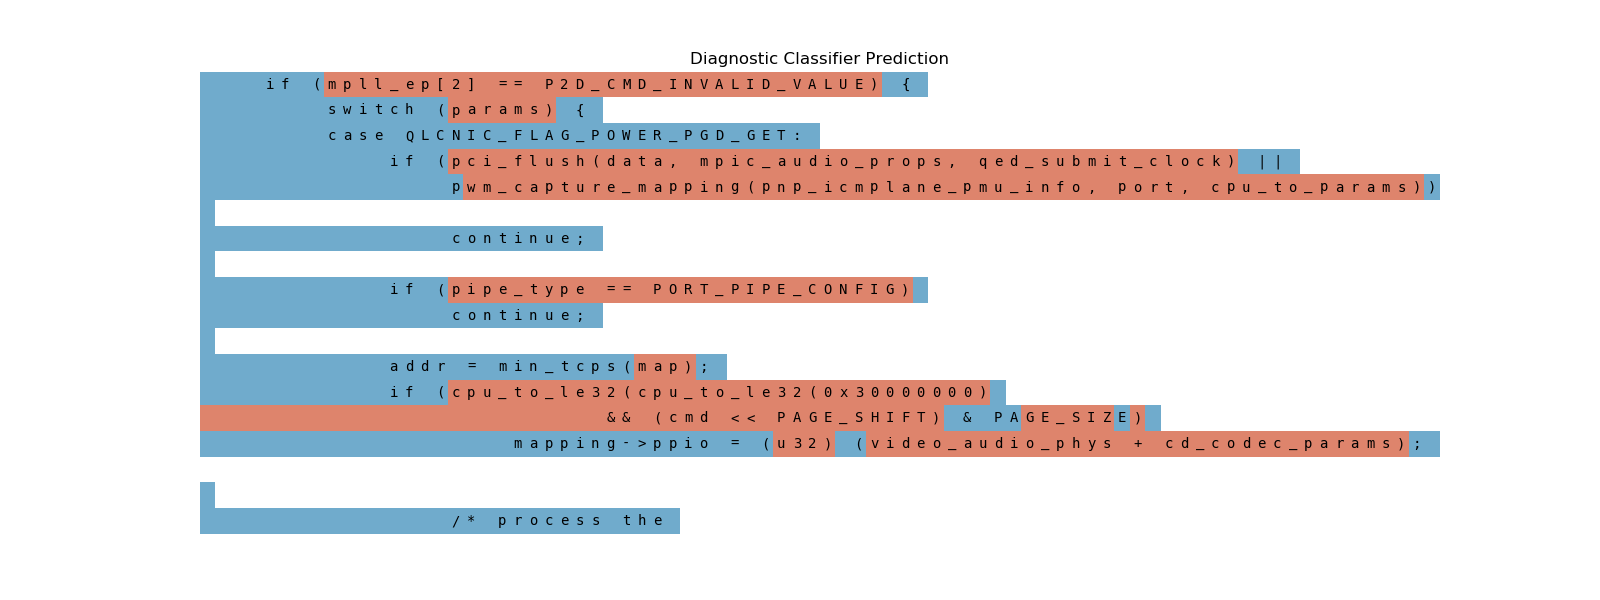 Diagnostic Classifier Prediction
if (mpll_ep[2] == P2D_CMD_INVALID_VALUE) {
switch (params) {
case QLCNIC_FLAG_POWER_PGD_GET:
if (pci_flush(data, mpic_audio_props, qed_submit_clock) ||
pwm_capture_mapping(pnp_icmplane_pmu_info, port, cpu_to_params))
continue;
if (pipe_type == PORT_PIPE_CONFIG)
continue;
addr = min_tcps(map);
if (cpu_to_le32(cpu_to_le32(0x30000000)
&& (cmd << PAGE_SHIFT) & PAGE_SIZE)
mapping->ppio = (u32) (video_audio_phys + cd_codec_params);
/* process the